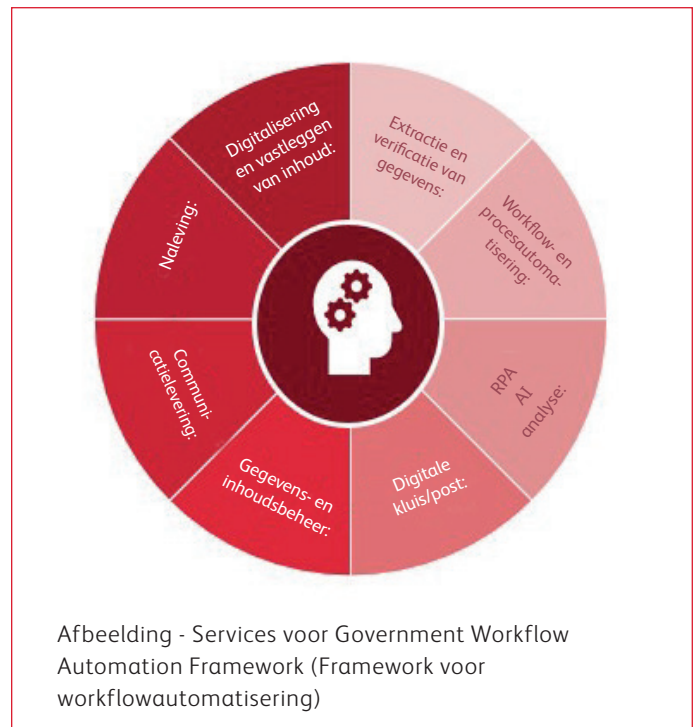 Digitalisering
en vastleggen
van inhoud:
Extractie en
verificatie van
gegevens:
Workflow- en
procesautoma-
tisering:
RPA
AI
analyse:
Digitale
kluis/post:
Gegevens- en
inhoudsbeheer:
Communi-
catielevering:
Naleving:
Afbeelding - Services voor Government Workflow
Automation Framework (Framework voor
workflowautomatisering)